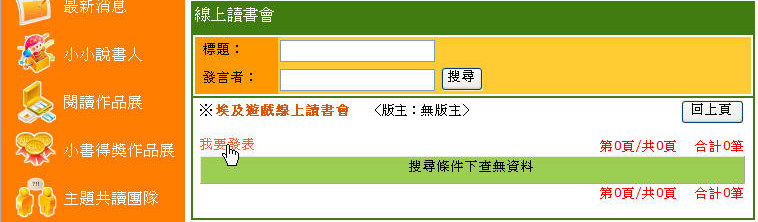 最新消息
小小說書人
閱讀作品展
小書得獎作品展
主題共讀團隊
線上讀書會
標題：
發言者： 搜尋
※埃及遊戲線上讀書會 〈版主：無版主〉 回上頁
我要發表 第0頁/共0頁 合計0筆
搜尋條件下查無資料
第0頁/共0頁 合計0筆